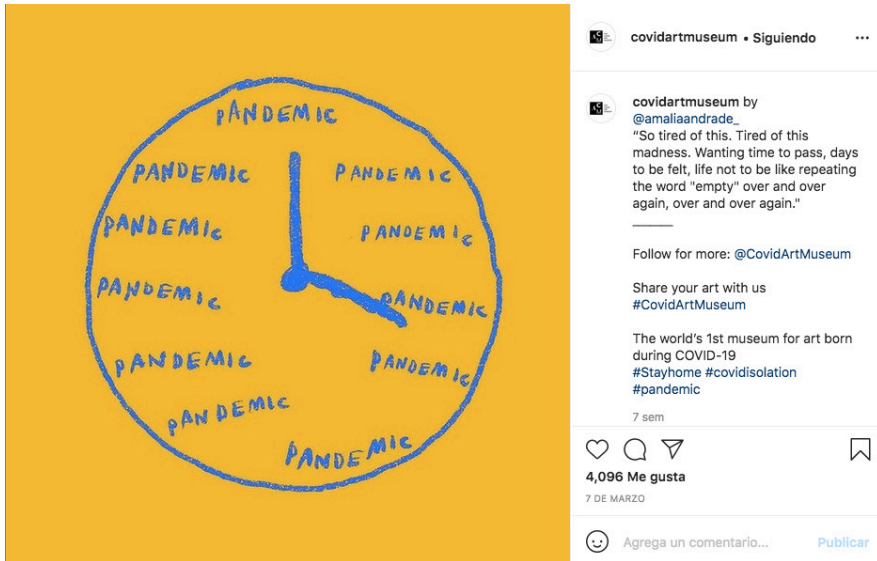 pANDEMIC
PANDEMIC
PANDEMIC
PANDEMIC
PANDEMIC
PANDEMIC
PANDEMIC
PANDEMIC
PANDEMIC
pANDEMIC
pANDEMIC
PANDEMIC
covidartmuseum • Siguiendo
covidartmuseum by
@amaliaandrade_
“So tired of this. Tired of this
madness. Wanting time to pass, days
to be felt, life not to be like repeating
the word "empty" over and over
again, over and over again."
Follow for more: @CovidArtMuseum
Share your art with us
#CovidArtMuseum
The world’s 1st museum for art born
during COVID-19
#Stayhome #covidisolation
#pandemic
7 sem
4,096 Me gusta
7 DE MARZO
Agrega un comentario...
Publicar